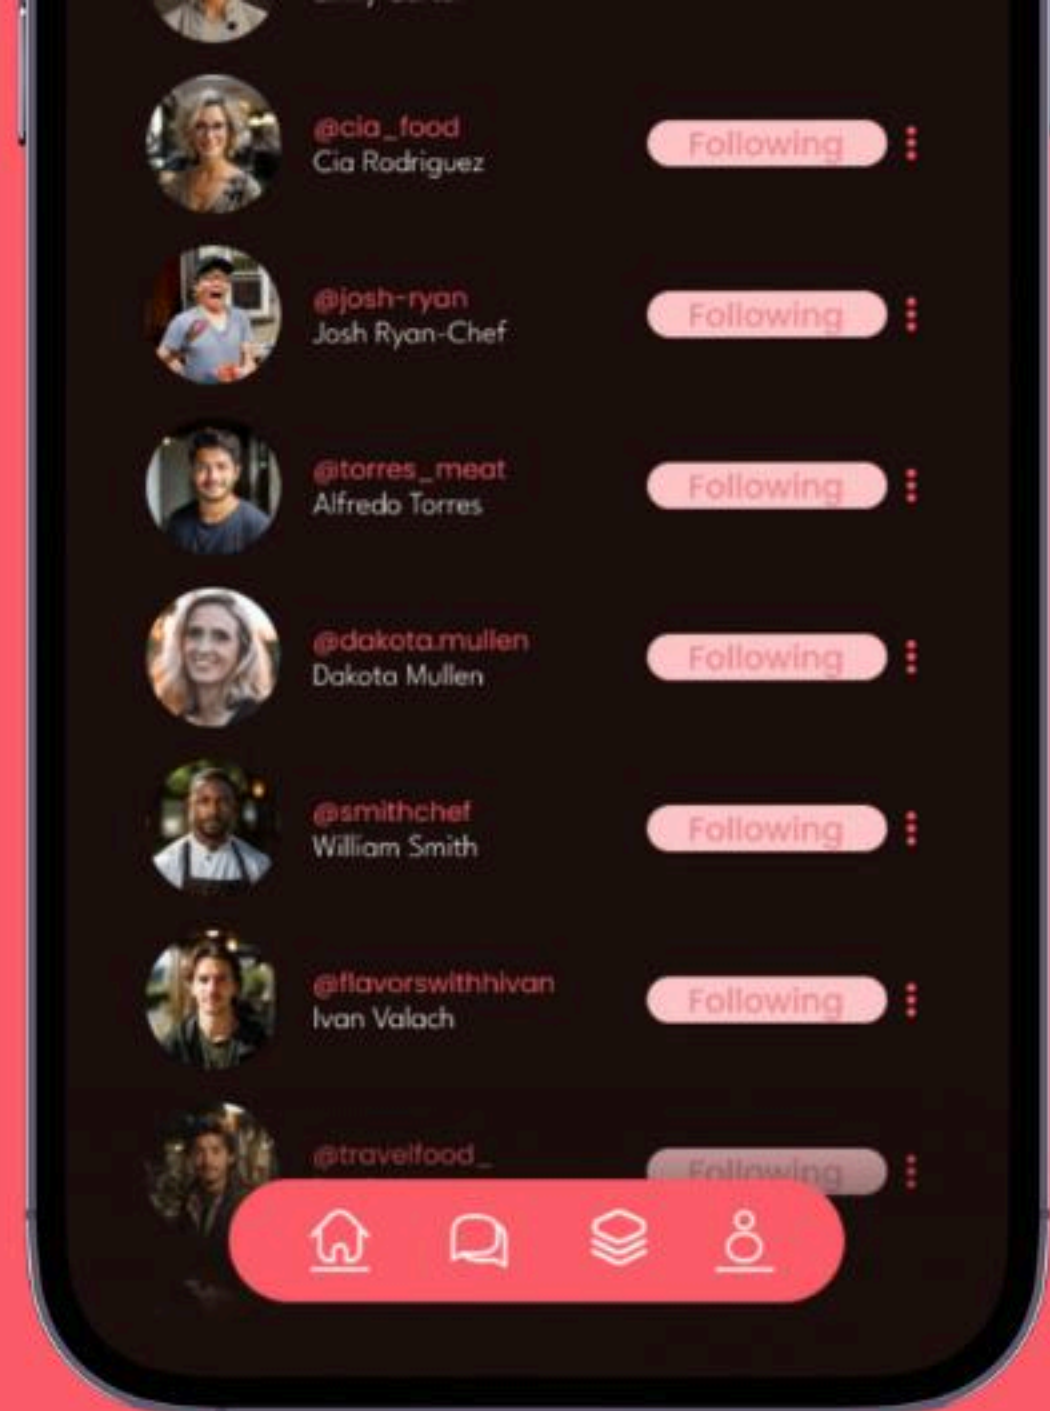 @cia_food
Cia Rodriguez
Following
@josh-ryan
Josh Ryan-Chef
Following
@torres_meat
Alfredo Torres
Following
@dakota.mullen
Dakota Mullen
Following
@smithchef
William Smith
Following
@flavorswithhivan
Ivan Valach
Following
@travelfood_
Following